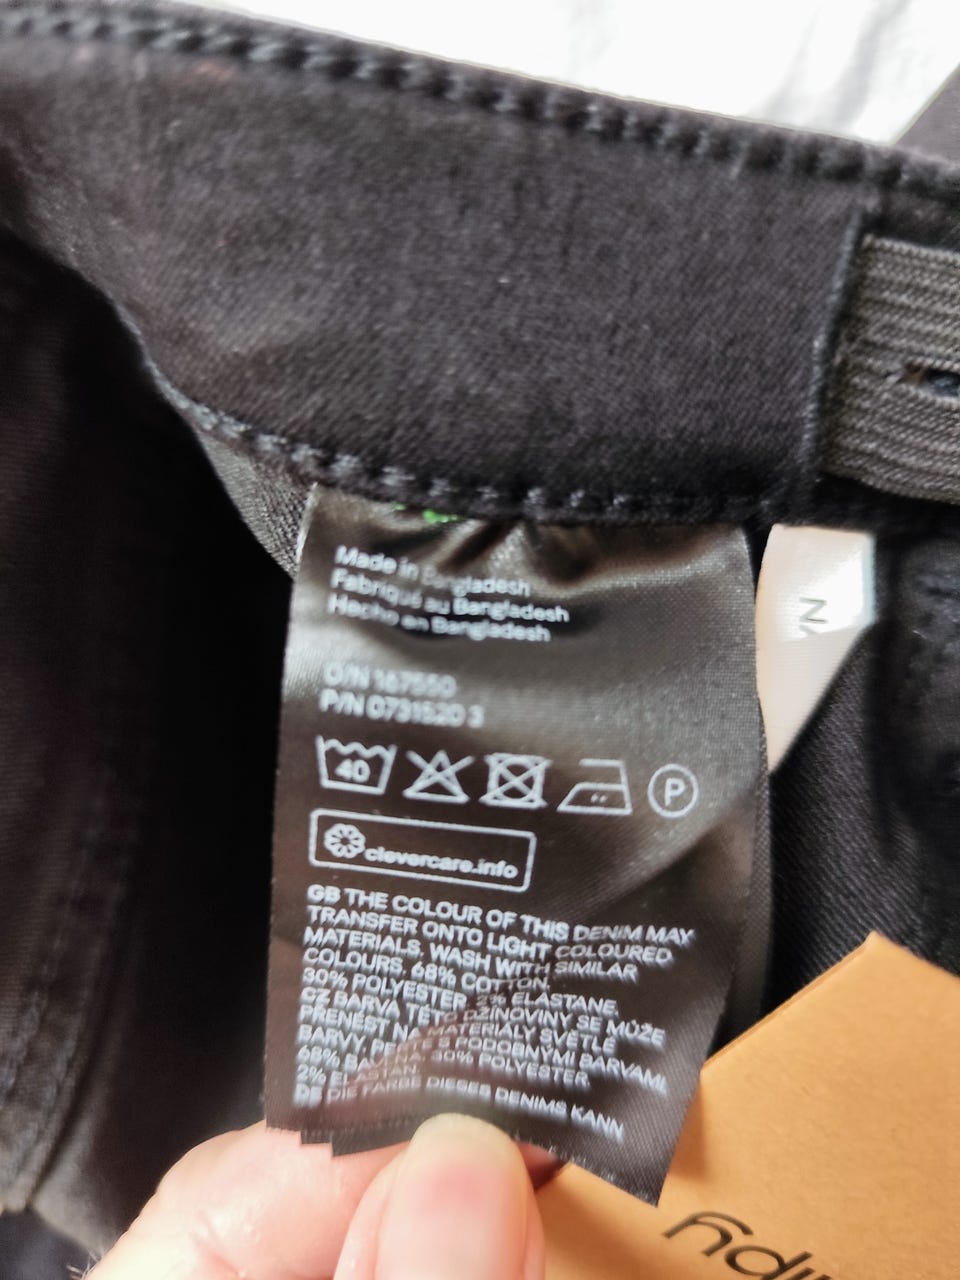 Made in Bangladesh
Fabriqué au Bangladesh
Hecho en Bangladesh
O/N 167550
P/N 0731520 3
40
P
clevercare.info
GB THE COLOUR OF THIS DENIM MAY
TRANSFER ONTO LIGHT COLOURED
MATERIALS. WASH WITH SIMILAR
COLOURS. 68% COTTON,
30% POLYESTER, 2% ELASTANE.
CZ BARVA TÉTO DŽÍNOVINY SE MŮŽE
PŘENÉST NA MATERIÁLY SVĚTLÉ
BARVY. PERTE S PODOBNÝMI BARVAMI.
68% BAVLNA, 30% POLYESTER
2% ELASTAN.
DE DIE FARBE DIESES DENIMS KANN